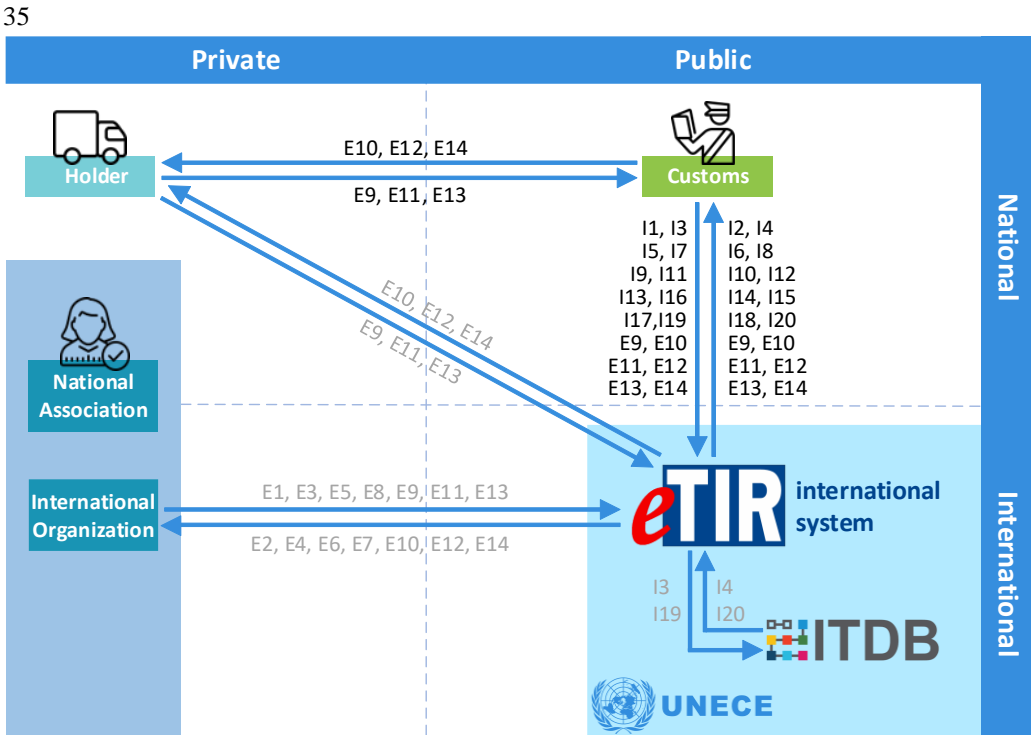 35
Private
Public
Holder
E10, E12, E14
E9, E11, E13
Customs
National
I1, I3
I5, I7
I9, I11
I13, I16
I17,I19
E9, E10
E11, E12
E13, E14
I2, I4
I6, I8
I10, I12
I14, I15
I18, I20
E9, E10
E11, E12
E13, E14
E10, E12, E14
E9, E11, E13
National
Association
International
Organization
E1, E3, E5, E8, E9, E11, E13
E2, E4, E6, E7, E10, E12, E14
eTIR
international
system
International
I3
I19
I4
I20
ITDB
UNECE